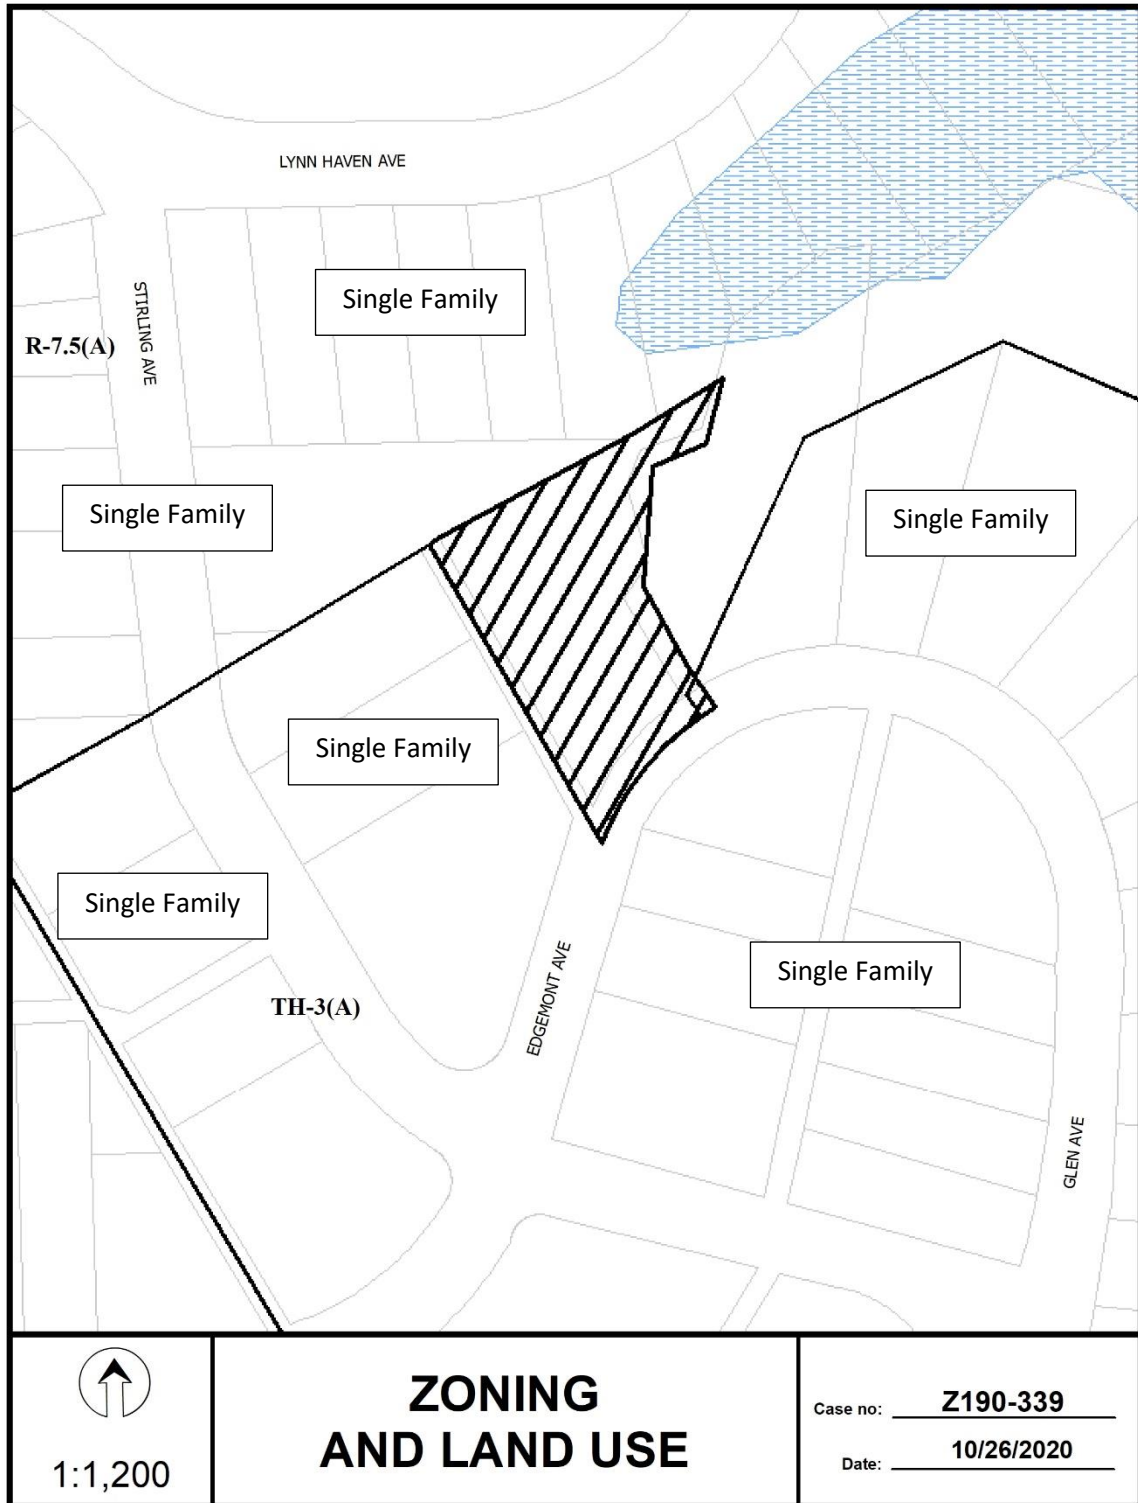 LYNN HAVEN AVE
Single Family
STIRLING AVE
R-7.5(A)
Single Family
Single Family
Single Family
Single Family
Single Family
TH-3(A)
EDGEMONT AVE
GLEN AVE
1:1,200
ZONING
AND LAND USE
Case no: Z190-339
Date: 10/26/2020